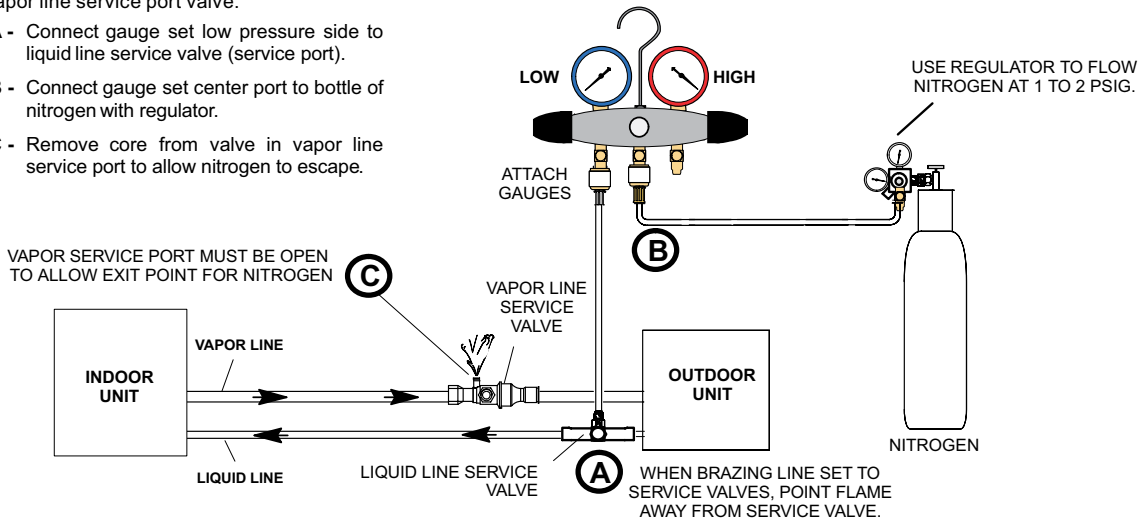 vapor line service port valve.
- Connect gauge set low pressure side to
liquid line service valve (service port).
- Connect gauge set center port to bottle of
nitrogen with regulator.
- Remove core from valve in vapor line
service port to allow nitrogen to escape.
LOW
HIGH
USE REGULATOR TO FLOW
NITROGEN AT 1 TO 2 PSIG.
ATTACH
GAUGES
B
VAPOR SERVICE PORT MUST BE OPEN
TO ALLOW EXIT POINT FOR NITROGEN
C
VAPOR LINE
SERVICE
VALVE
VAPOR LINE
INDOOR
UNIT
OUTDOOR
UNIT
NITROGEN
LIQUID LINE
LIQUID LINE SERVICE
VALVE
A
WHEN BRAZING LINE SET TO
SERVICE VALVES, POINT FLAME
AWAY FROM SERVICE VALVE.